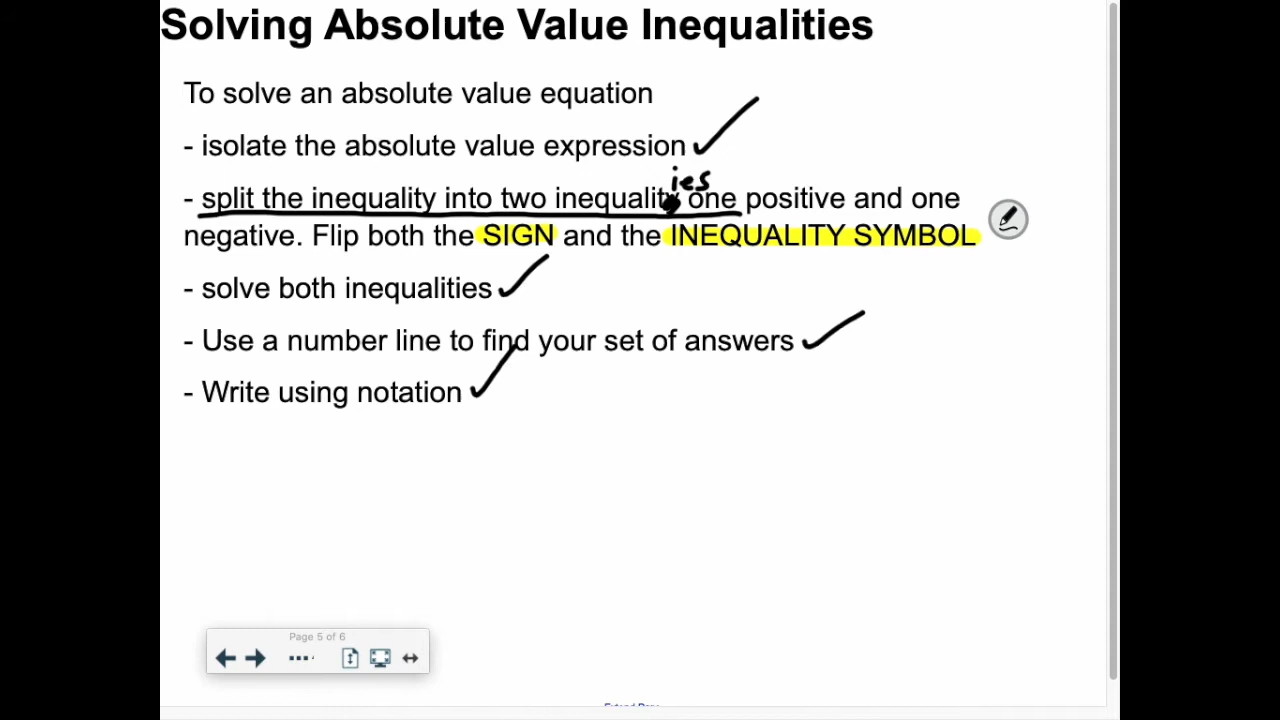 Solving Absolute Value Inequalities
To solve an absolute value equation
- isolate the absolute value expression
ies
- split the inequality into two inequality one positive and one
negative. Flip both the SIGN and the INEQUALITY SYMBOL
- solve both inequalities
- Use a number line to find your set of answers
- Write using notation
Page 5 of 6